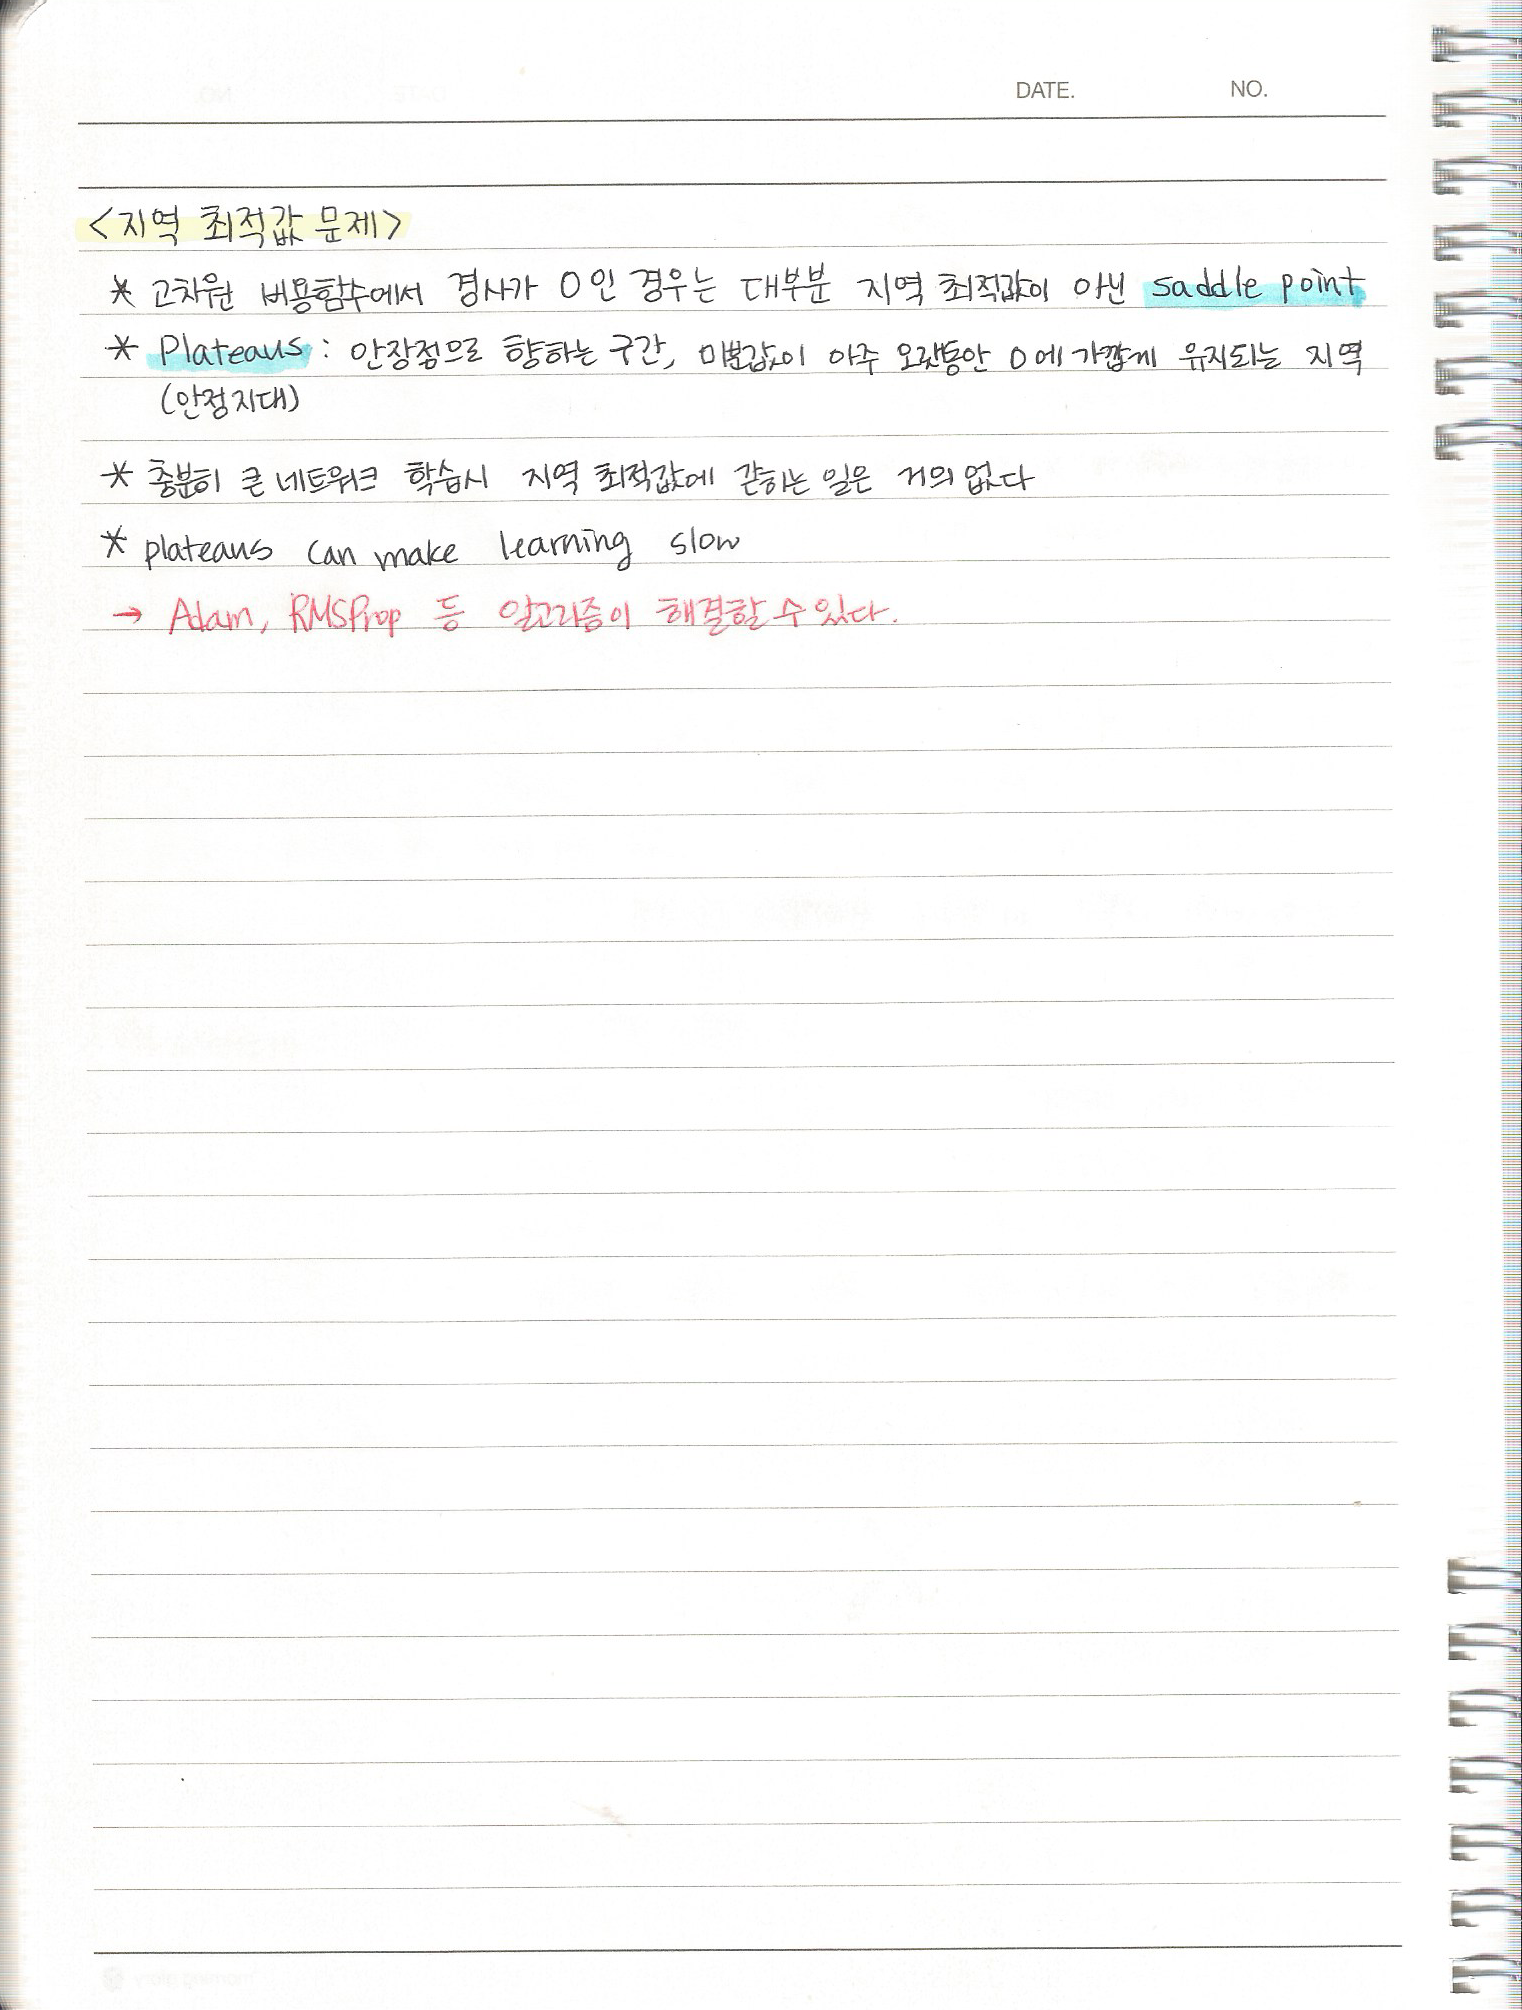 DATE. NO.
<지역 최적값 문제>
* 고차원 비용함수에서 경사가 0인 경우는 대부분 지역 최적값이 아닌 saddle point
* Plateaus : 안장점으로 향하는 구간, 미분값이 아주 오랫동안 0에 가깝게 유지되는 지역
(안정지대)
* 충분히 큰 네트워크 학습시 지역 최적값에 갇히는 일은 거의 없다
* plateaus can make learning slow
→ Adam, RMSProp 등 알고리즘이 해결할 수 있다.